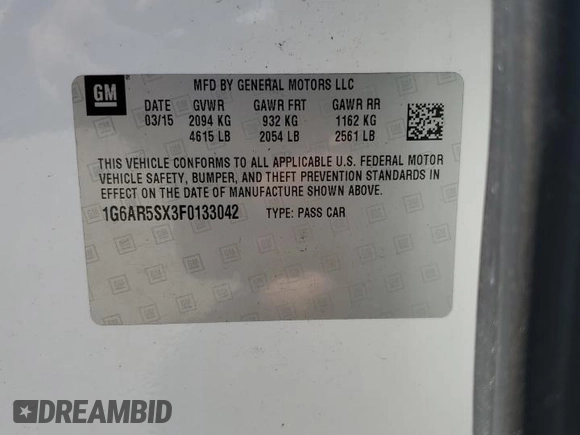 GM
MFD BY GENERAL MOTORS LLC
DATE GVWR GAWR FRT GAWR RR
03/15 2094 KG 932 KG 1162 KG
4615 LB 2054 LB 2561 LB
THIS VEHICLE CONFORMS TO ALL APPLICABLE U.S. FEDERAL MOTOR
VEHICLE SAFETY, BUMPER, AND THEFT PREVENTION STANDARDS IN
EFFECT ON THE DATE OF MANUFACTURE SHOWN ABOVE.
1G6AR5SX3F0133042 TYPE: PASS CAR
DREAMBID